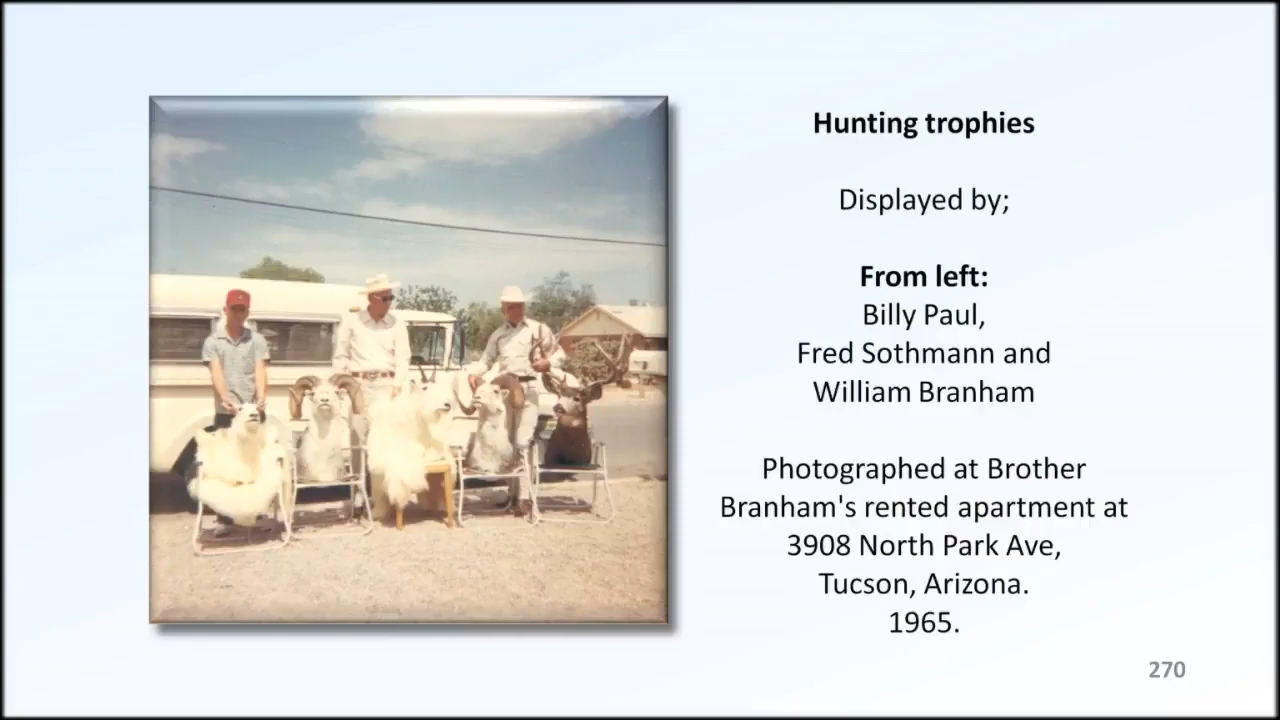 Hunting trophies
Displayed by;
From left:
Billy Paul,
Fred Sothmann and
William Branham
Photographed at Brother
Branham's rented apartment at
3908 North Park Ave,
Tucson, Arizona.
1965.
270